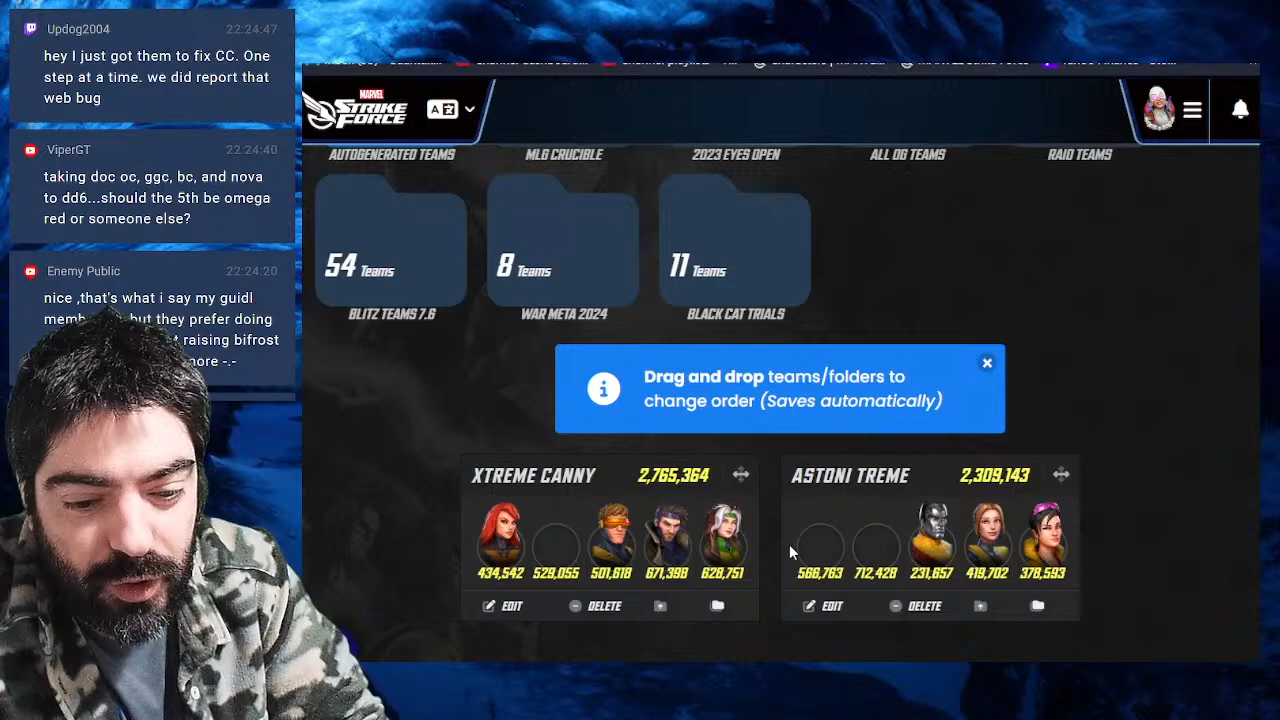 Updog2004 22:24:47
hey I just got them to fix CC. One
step at a time. we did report that
web bug
ViperGT 22:24:40
taking doc oc, ggc, bc, and nova
to dd6...should the 5th be omega
red or someone else?
Enemy Public 22:24:20
nice ,that's what i say my guidl
but they prefer doing
raising bifrost
-.-
MARVEL
STRIKE
FORCE
AUTOGENERATED TEAMS MLG CRUCIBLE 2023 EYES OPEN ALL OG TEAMS RAID TEAMS
54 Teams 8 Teams 11 Teams
BLITZ TEAMS 7.6 WAR META 2024 BLACK CAT TRIALS
Drag and drop teams/folders to
change order (Saves automatically)
XTREME CANNY 2,765,364 ASTONI TREME 2,309,143
434,542 529,055 501,618 671,398 628,751 566,763 712,428 231,657 419,702 378,593
EDIT DELETE EDIT DELETE